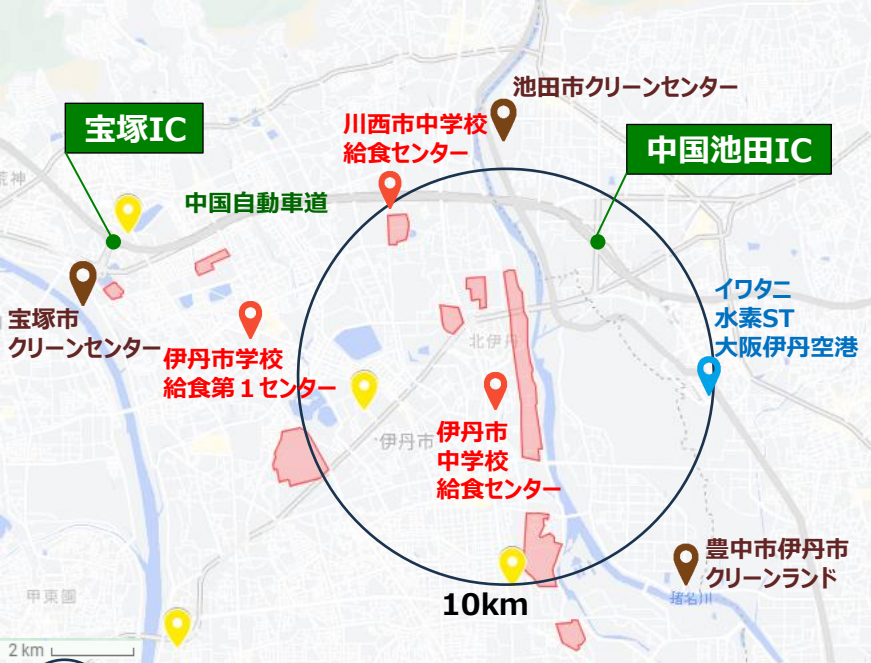 池田市クリーンセンター
宝塚IC
川西市中学校
給食センター
中国池田IC
荒神
中国自動車道
イワタニ
水素ST
大阪伊丹空港
宝塚市
クリーンセンター
北伊丹
伊丹市学校
給食第１センター
伊丹市
伊丹市
中学校
給食センター
豊中市伊丹市
クリーンランド
甲東園
10km
猪名川
2 km